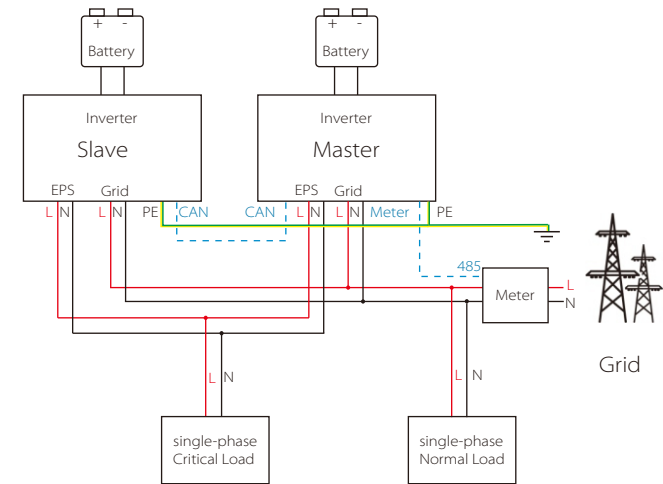 + -
Battery
+ -
Battery
Inverter
Slave
Inverter
Master
EPS Grid
EPS Grid
L N L N PE CAN
CAN L N L N Meter PE
485
Meter
L
N
L N
L N
Grid
single-phase
Critical Load
single-phase
Normal Load